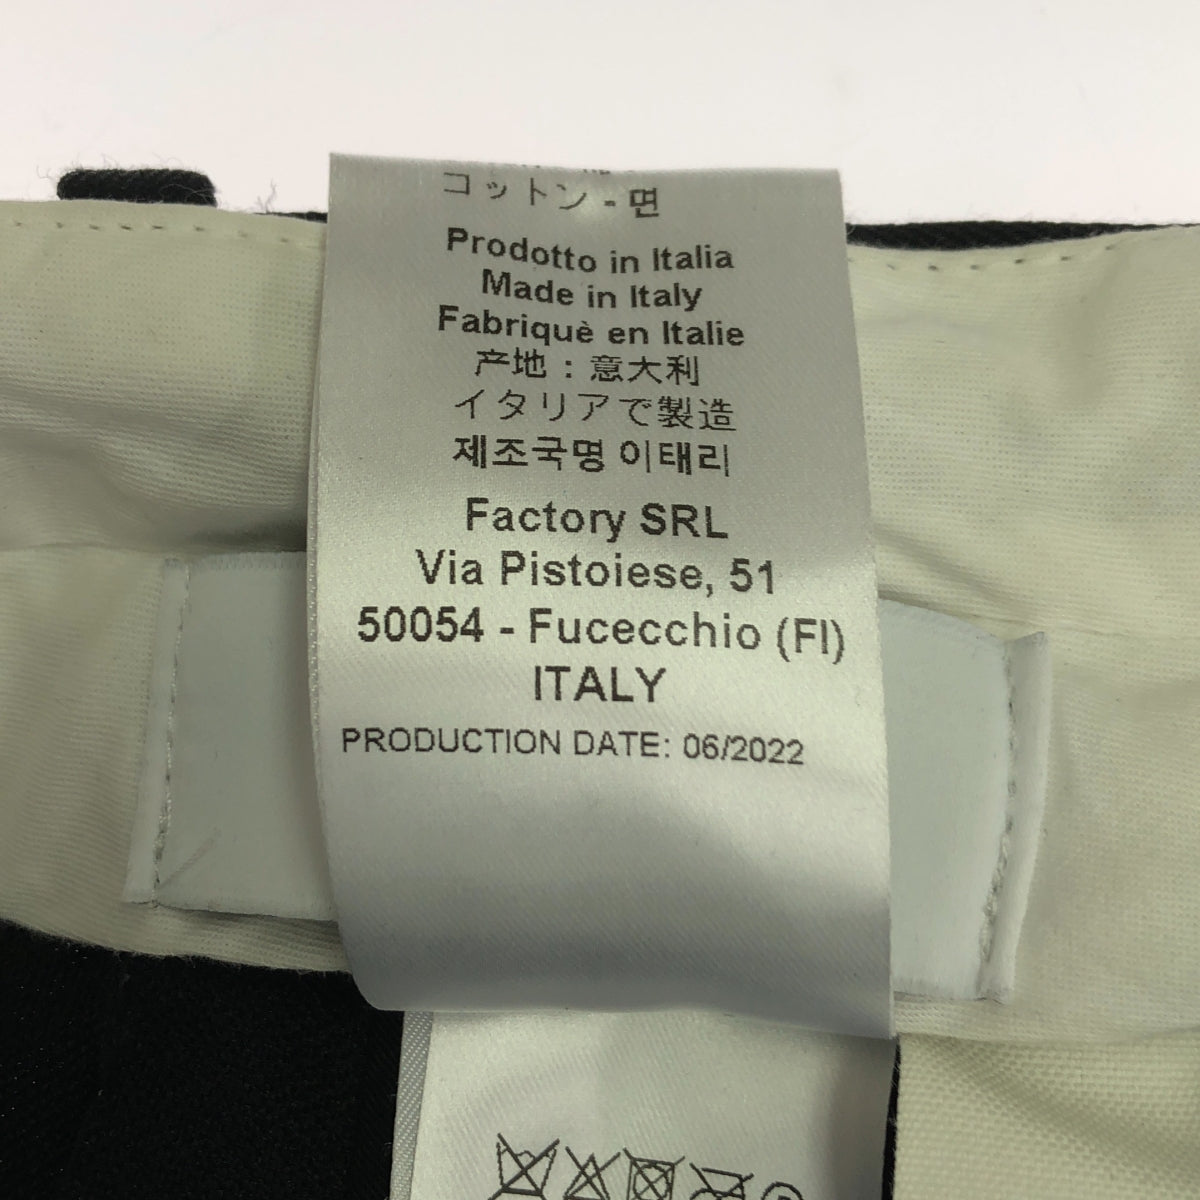 コットン - 면
Prodotto in Italia
Made in Italy
Fabriquè en Italie
产地 : 意大利
イタリアで製造
제조국명 이태리
Factory SRL
Via Pistoiese, 51
50054 - Fucecchio (FI)
ITALY
PRODUCTION DATE: 06/2022